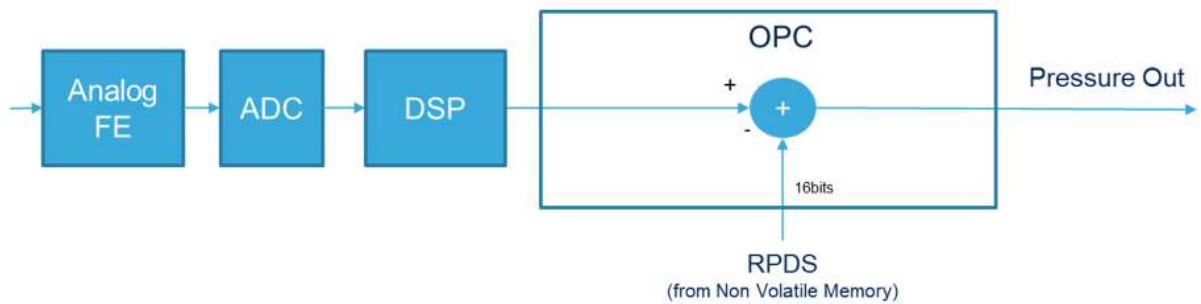 OPC
Analog
FE
ADC
DSP
+
+
-
Pressure Out
16bits
RPDS
(from Non Volatile Memory)